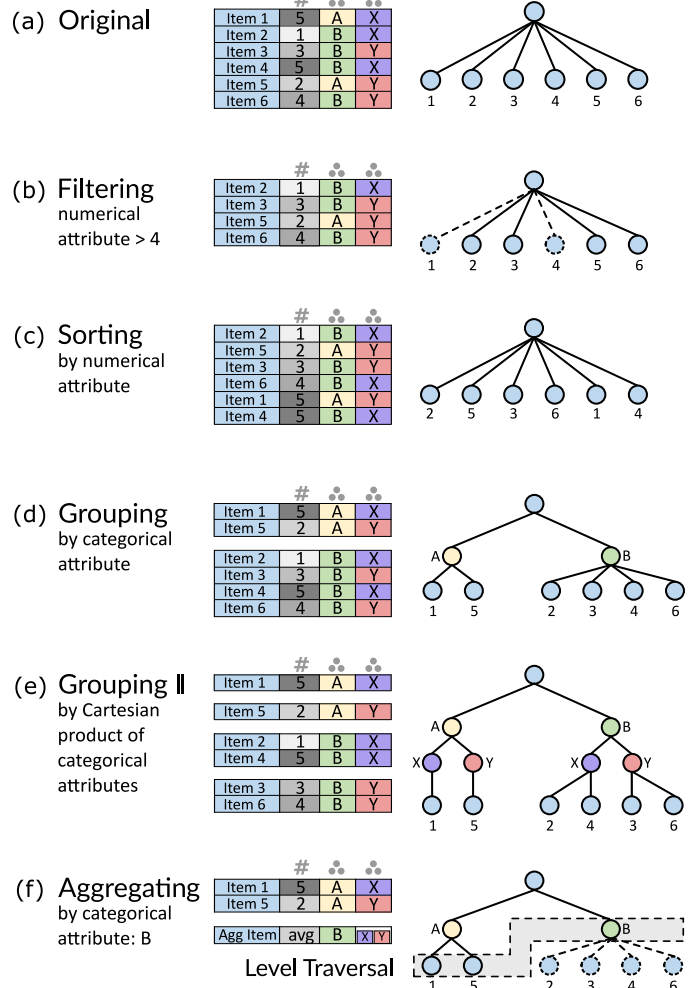 (a) Original
# 
Item 1 5 A X
Item 2 1 B X
Item 3 3 B Y
Item 4 5 B X
Item 5 2 A Y
Item 6 4 B Y
1 2 3 4 5 6
(b) Filtering
numerical
attribute > 4
#
Item 2 1 B X
Item 3 3 B Y
Item 5 2 A Y
Item 6 4 B Y
1 2 3 4 5 6
(c) Sorting
by numerical
attribute
#
Item 2 1 B X
Item 5 2 A Y
Item 3 3 B Y
Item 6 4 B X
Item 1 5 A Y
Item 4 5 B X
2 5 3 6 1 4
(d) Grouping
by categorical
attribute
#
Item 1 5 A X
Item 5 2 A Y
Item 2 1 B X
Item 3 3 B Y
Item 4 5 B X
Item 6 4 B Y
A B
1 5 2 3 4 6
(e) Grouping II
by Cartesian
product of
categorical
attributes
#
Item 1 5 A X
Item 5 2 A Y
Item 2 1 B X
Item 4 5 B X
Item 3 3 B Y
Item 6 4 B Y
A B
X Y X Y
1 5 2 4 3 6
(f) Aggregating
by categorical
attribute: B
#
Item 1 5 A X
Item 5 2 A Y
Agg Item avg B X Y
Level Traversal
A B
1 5 2 3 4 6